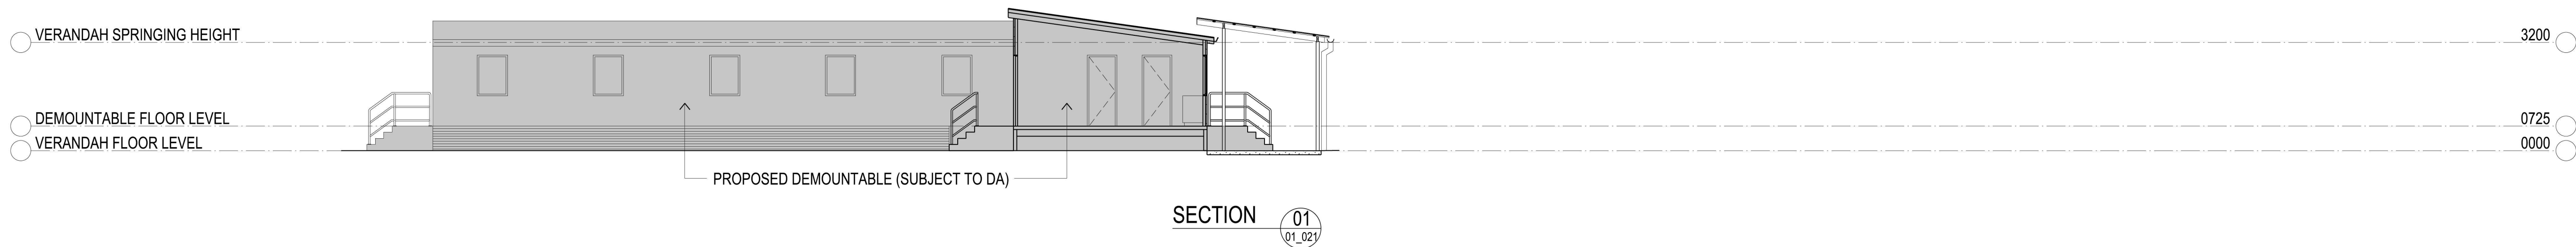 VERANDAH SPRINGING HEIGHT
3200
DEMOUNTABLE FLOOR LEVEL
0725
VERANDAH FLOOR LEVEL
0000
PROPOSED DEMOUNTABLE (SUBJECT TO DA)
SECTION
01
01_021